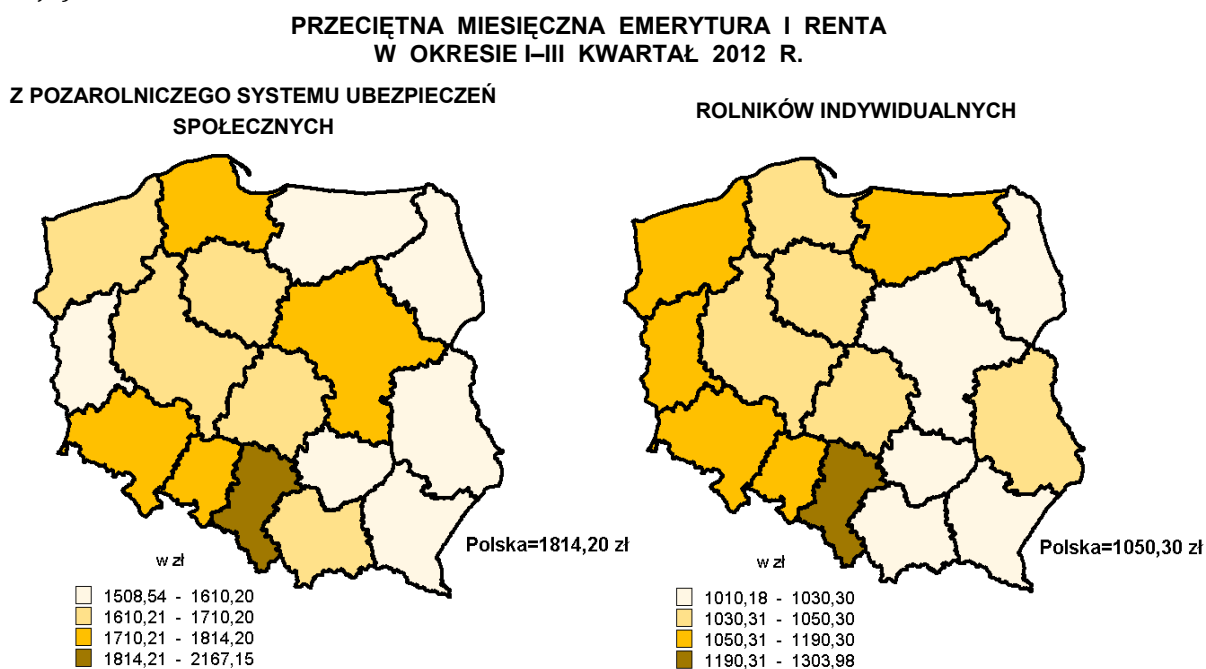 PRZECIĘTNA MIESIĘCZNA EMERYTURA I RENTA
W OKRESIE I–III KWARTAŁ 2012 R.
Z POZAROLNICZEGO SYSTEMU UBEZPIECZEŃ
SPOŁECZNYCH
Polska=1814,20 zł
w zł
1508,54 - 1610,20
1610,21 - 1710,20
1710,21 - 1814,20
1814,21 - 2167,15
ROLNIKÓW INDYWIDUALNYCH
Polska=1050,30 zł
w zł
1010,18 - 1030,30
1030,31 - 1050,30
1050,31 - 1190,30
1190,31 - 1303,98